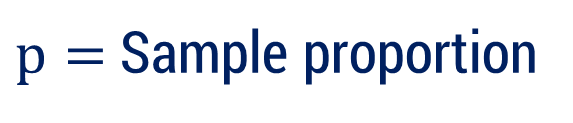 p = Sample proportion